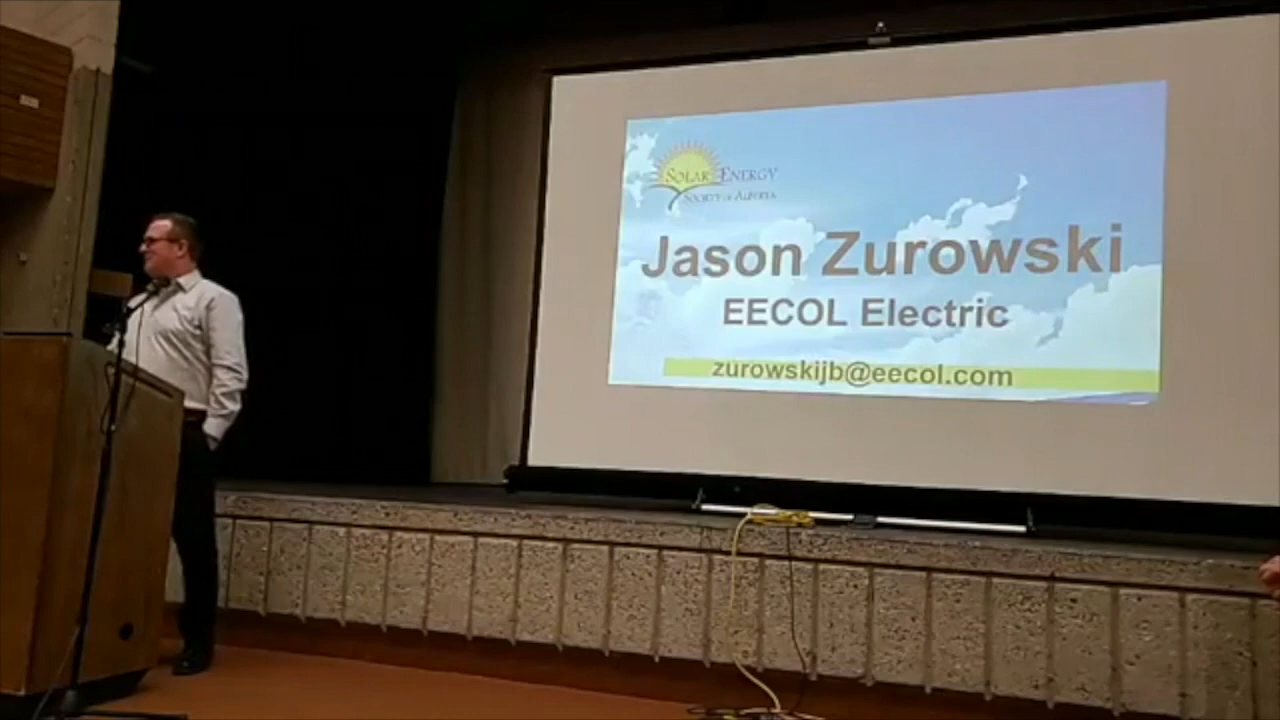 SOLAR ENERGY
SOCIETY OF ALBERTA
Jason Zurowski
EECOL Electric
zurowskijb@eecol.com